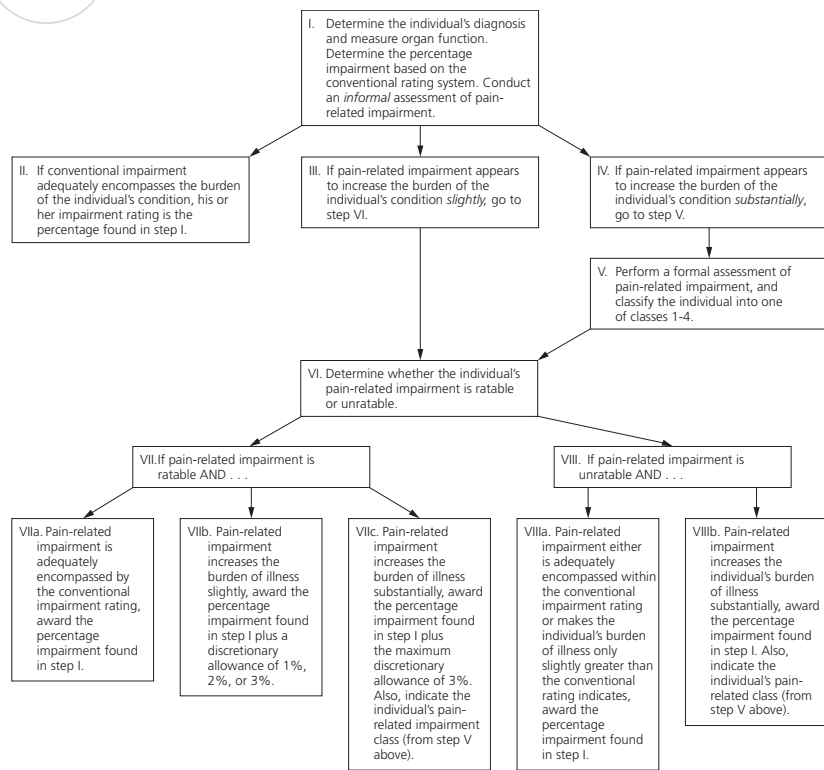 I. Determine the individual's diagnosis
and measure organ function.
Determine the percentage
impairment based on the
conventional rating system. Conduct
an informal assessment of pain-
related impairment.
II. If conventional impairment
adequately encompasses the burden
of the individual's condition, his or
her impairment rating is the
percentage found in step I.
III. If pain-related impairment appears
to increase the burden of the
individual's condition slightly, go to
step VI.
IV. If pain-related impairment appears
to increase the burden of the
individual's condition substantially,
go to step V.
V. Perform a formal assessment of
pain-related impairment, and
classify the individual into one
of classes 1-4.
VI. Determine whether the individual's
pain-related impairment is ratable
or unratable.
VII.If pain-related impairment is
ratable AND . . .
VIII. If pain-related impairment is
unratable AND . . .
VIIa. Pain-related
impairment is
adequately
encompassed by
the conventional
impairment rating,
award the
percentage
impairment found
in step I.
VIIb. Pain-related
impairment
increases the
burden of illness
slightly, award the
percentage
impairment found
in step I plus a
discretionary
allowance of 1%,
2%, or 3%.
VIIc. Pain-related
impairment
increases the
burden of illness
substantially, award
the percentage
impairment found
in step I plus
the maximum
discretionary
allowance of 3%.
Also, indicate the
individual's pain-
related impairment
class (from step V
above).
VIIIa. Pain-related
impairment either
is adequately
encompassed within
the conventional
impairment rating
or makes the
individual's burden
of illness only
slightly greater than
the conventional
rating indicates,
award the
percentage
impairment found
in step I.
VIIIb. Pain-related
impairment
increases the
individual's burden
of illness
substantially, award
the percentage
impairment found
in step I. Also,
indicate the
individual's pain-
related class (from
step V above).